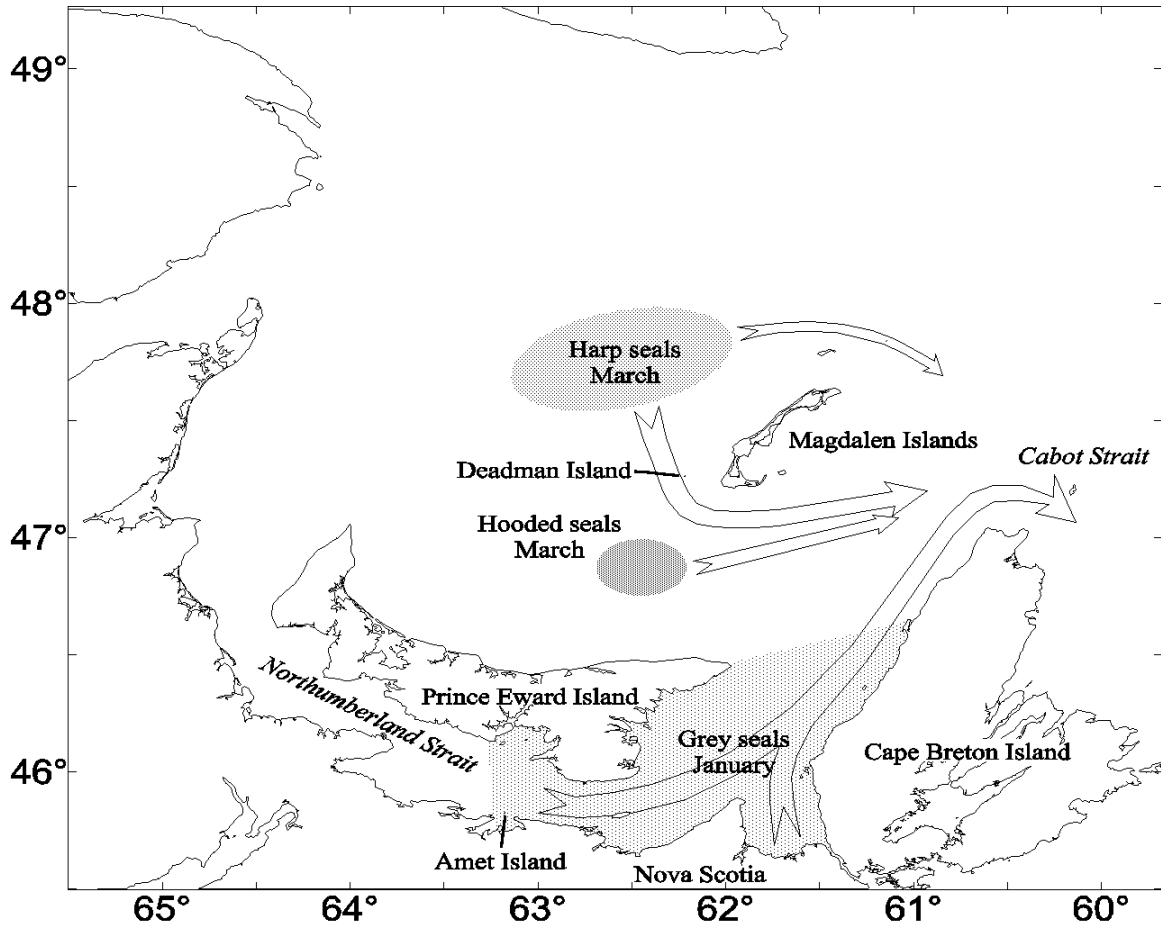 49°
48°
Harp seals
March
Magdalen Islands
Cabot Strait
Deadman Island
Hooded seals
March
47°
Northumberland Strait
Prince Eward Island
Grey seals
January
Cape Breton Island
46°
Amet Island
Nova Scotia
65° 64° 63° 62° 61° 60°